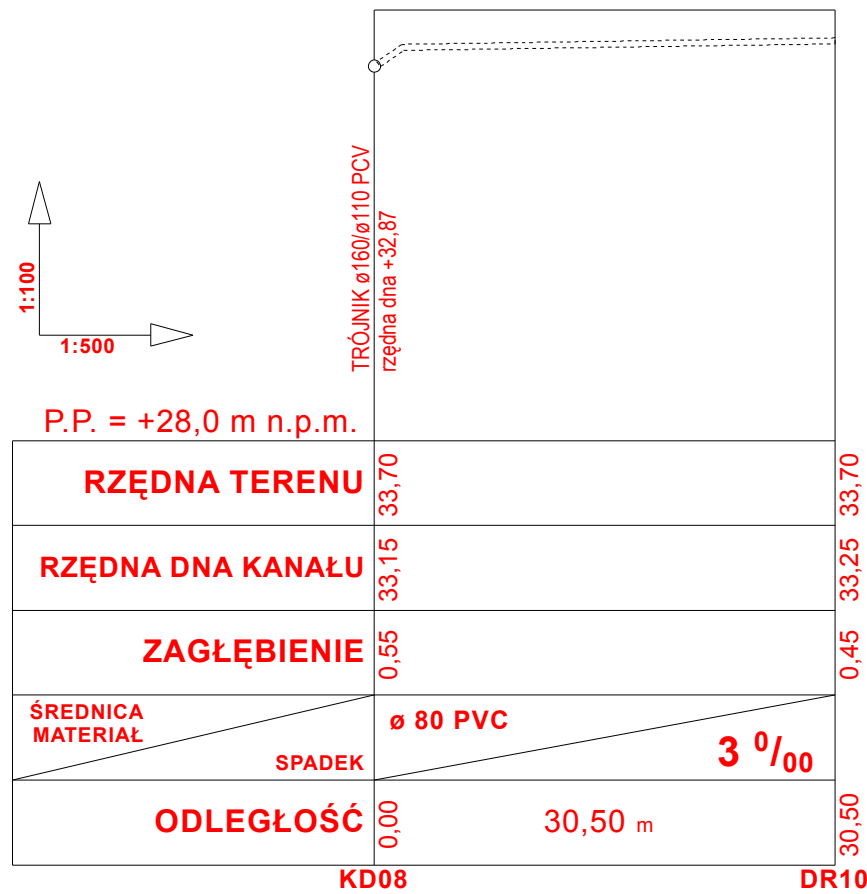 TRÓJNIK ø160/ø110 PCV
rzędna dna +32,87
1:100
1:500
P.P. = +28,0 m n.p.m.
RZĘDNA TERENU 33,70 33,70
RZĘDNA DNA KANAŁU 33,15 33,25
ZAGŁĘBIENIE 0,55 0,45
ŚREDNICA
MATERIAŁ
SPADEK
ø 80 PVC
3 0/00
ODLEGŁOŚĆ 0,00 30,50 m 30,50
KD08 DR10